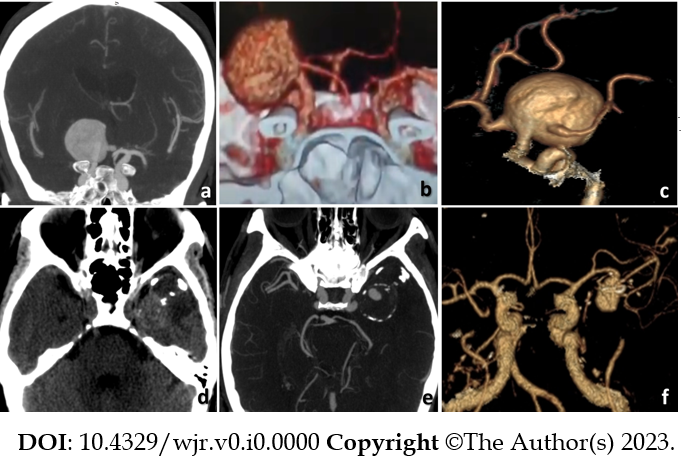 a
b
c
d
e
f
DOI: 10.4329/wjr.v0.i0.0000 Copyright ©The Author(s) 2023.